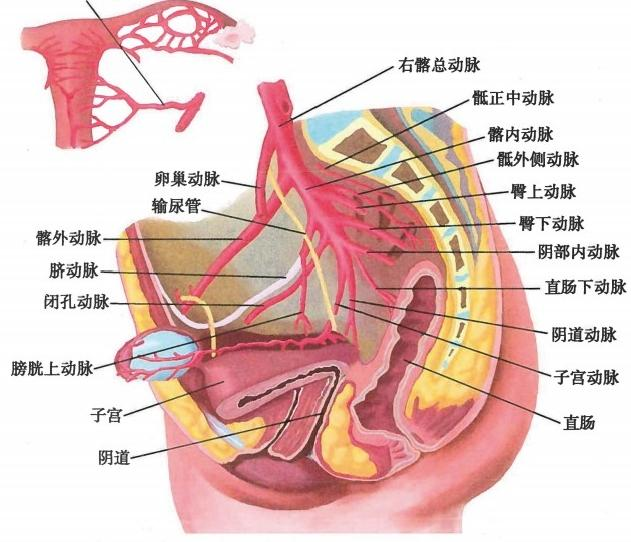 右髂总动脉
骶正中动脉
髂内动脉
骶外侧动脉
臀上动脉
臀下动脉
阴部内动脉
直肠下动脉
阴道动脉
子宫动脉
直肠
卵巢动脉
输尿管
髂外动脉
脐动脉
闭孔动脉
膀胱上动脉
子宫
阴道